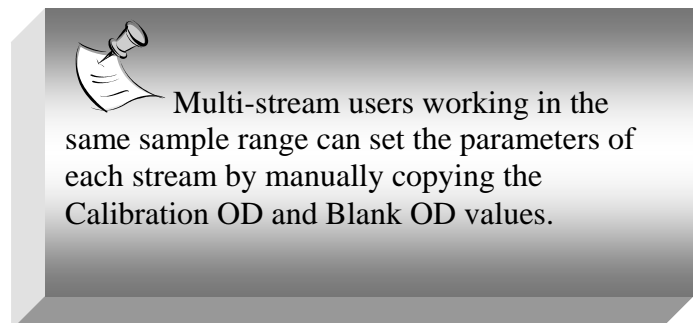 Multi-stream users working in the
same sample range can set the parameters of
each stream by manually copying the
Calibration OD and Blank OD values.